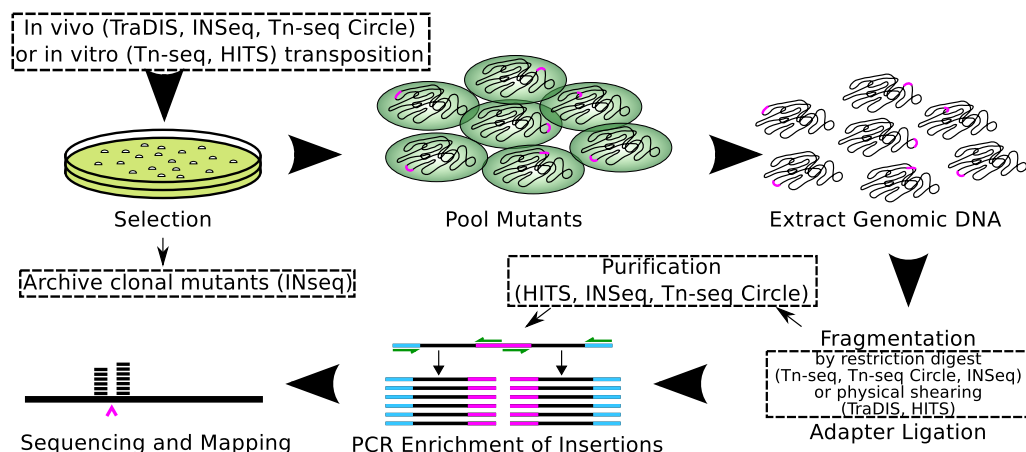 In vivo (TraDIS, INSeq, Tn-seq Circle)
or in vitro (Tn-seq, HITS) transposition
Selection
Pool Mutants
Extract Genomic DNA
Archive clonal mutants (INseq)
Purification
(HITS, INSeq, Tn-seq Circle)
Fragmentation
by restriction digest
(Tn-seq, Tn-seq Circle, INSeq)
or physical shearing
(TraDIS, HITS)
Adapter Ligation
PCR Enrichment of Insertions
Sequencing and Mapping